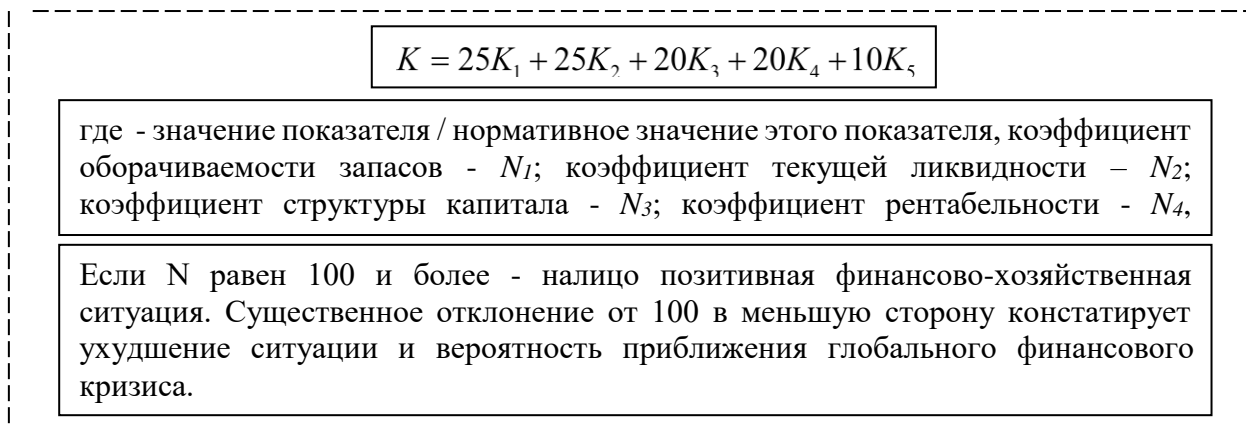 K = 25K₁ + 25K₂ + 20K₃ + 20K₄ + 10K₅
где - значение показателя / нормативное значение этого показателя, коэффициент
оборачиваемости запасов - N₁; коэффициент текущей ликвидности – N₂;
коэффициент структуры капитала - N₃; коэффициент рентабельности - N₄,
Если N равен 100 и более - налицо позитивная финансово-хозяйственная
ситуация. Существенное отклонение от 100 в меньшую сторону констатирует
ухудшение ситуации и вероятность приближения глобального финансового
кризиса.